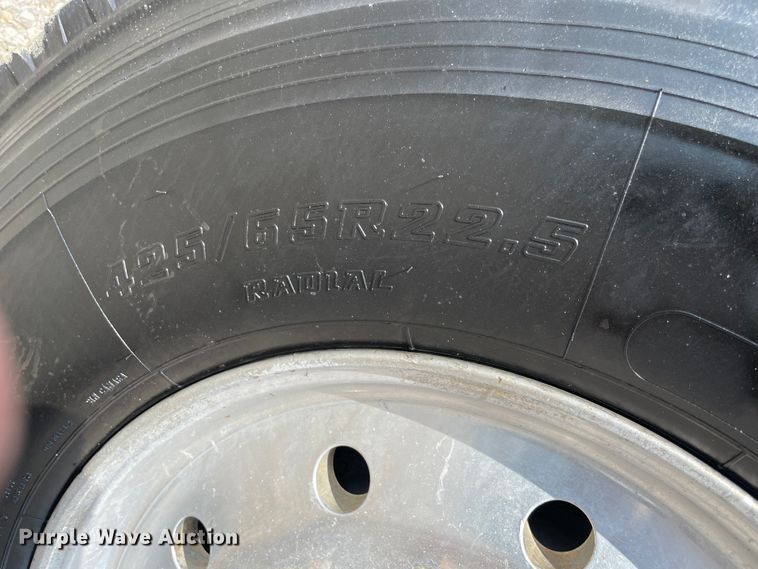 425/65R22.5
RADIAL
Purple Wave Auction